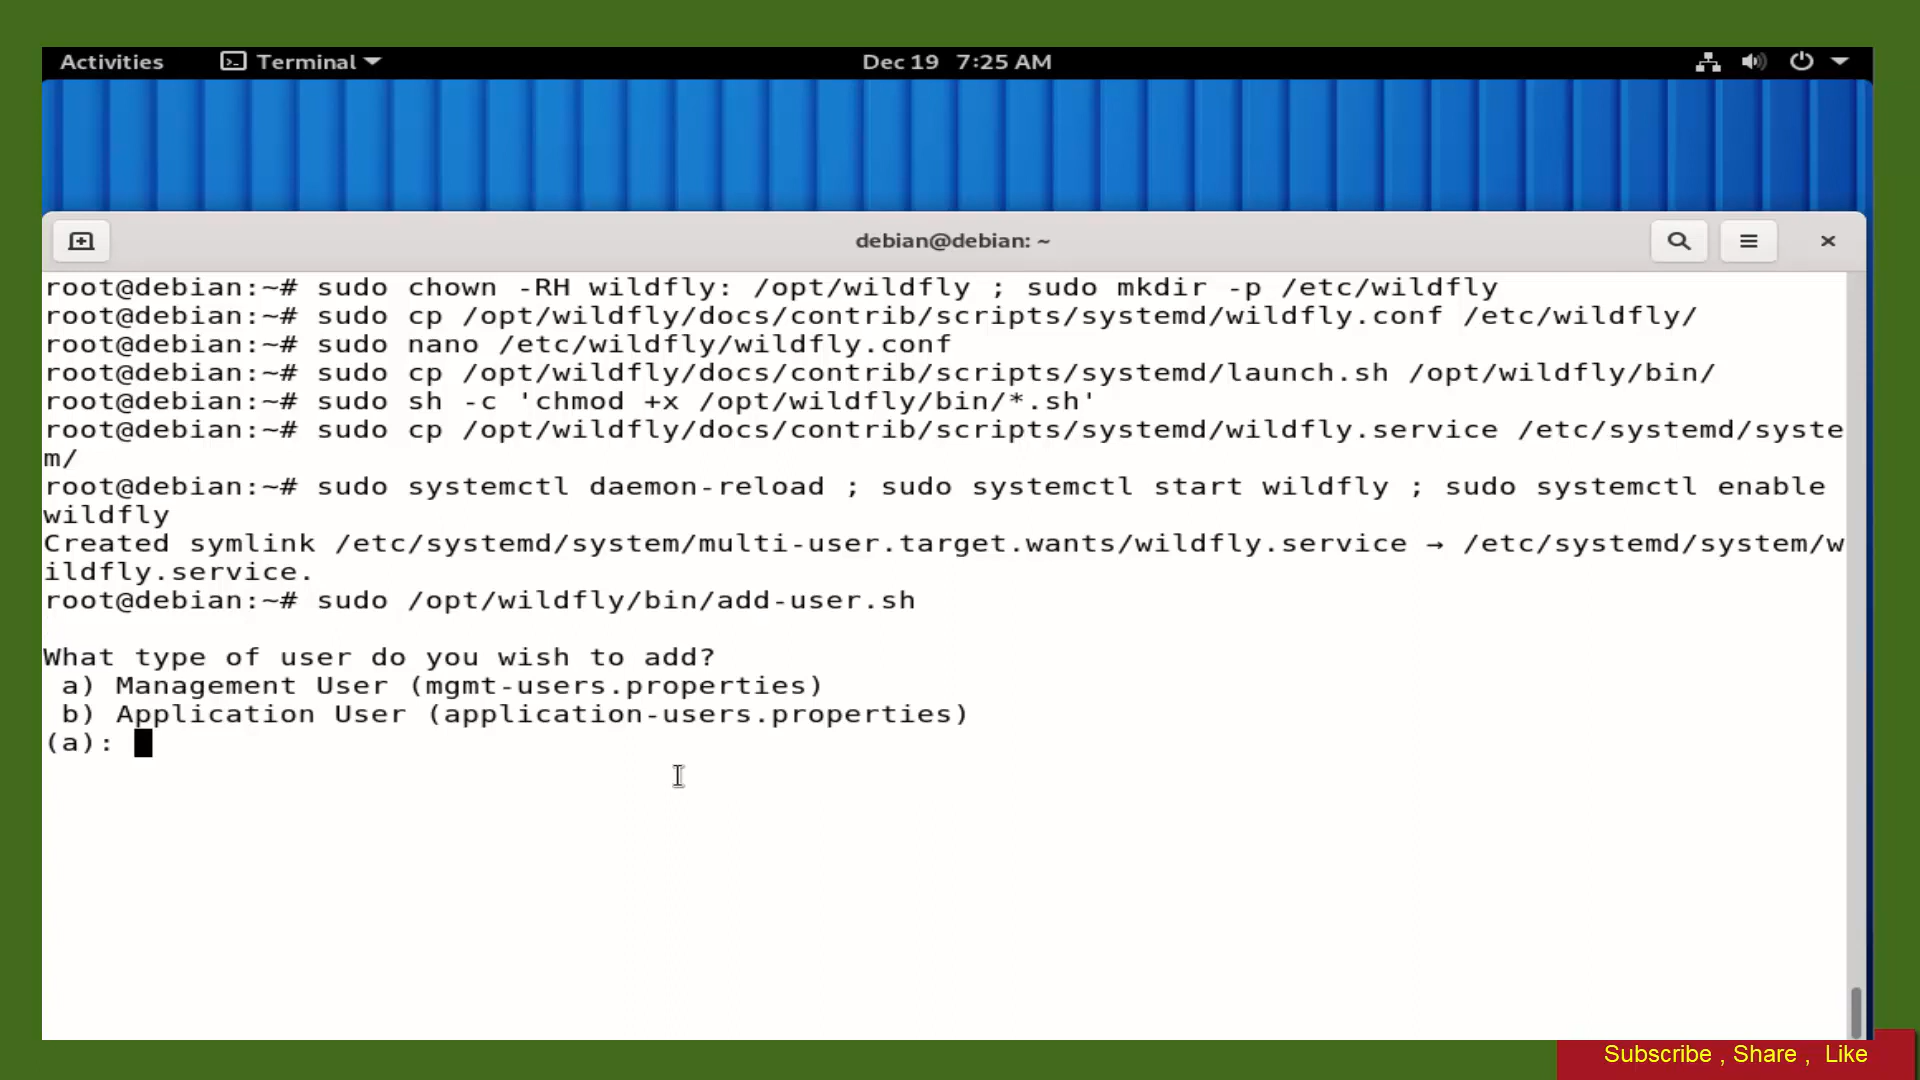 Activities Terminal Dec 19 7:25 AM
debian@debian: ~
root@debian:~# sudo chown -RH wildfly: /opt/wildfly ; sudo mkdir -p /etc/wildfly
root@debian:~# sudo cp /opt/wildfly/docs/contrib/scripts/systemd/wildfly.conf /etc/wildfly/
root@debian:~# sudo nano /etc/wildfly/wildfly.conf
root@debian:~# sudo cp /opt/wildfly/docs/contrib/scripts/systemd/launch.sh /opt/wildfly/bin/
root@debian:~# sudo sh -c 'chmod +x /opt/wildfly/bin/*.sh'
root@debian:~# sudo cp /opt/wildfly/docs/contrib/scripts/systemd/wildfly.service /etc/systemd/syste
m/
root@debian:~# sudo systemctl daemon-reload ; sudo systemctl start wildfly ; sudo systemctl enable
wildfly
Created symlink /etc/systemd/system/multi-user.target.wants/wildfly.service → /etc/systemd/system/w
ildfly.service.
root@debian:~# sudo /opt/wildfly/bin/add-user.sh
What type of user do you wish to add?
a) Management User (mgmt-users.properties)
b) Application User (application-users.properties)
(a):
Subscribe , Share , Like